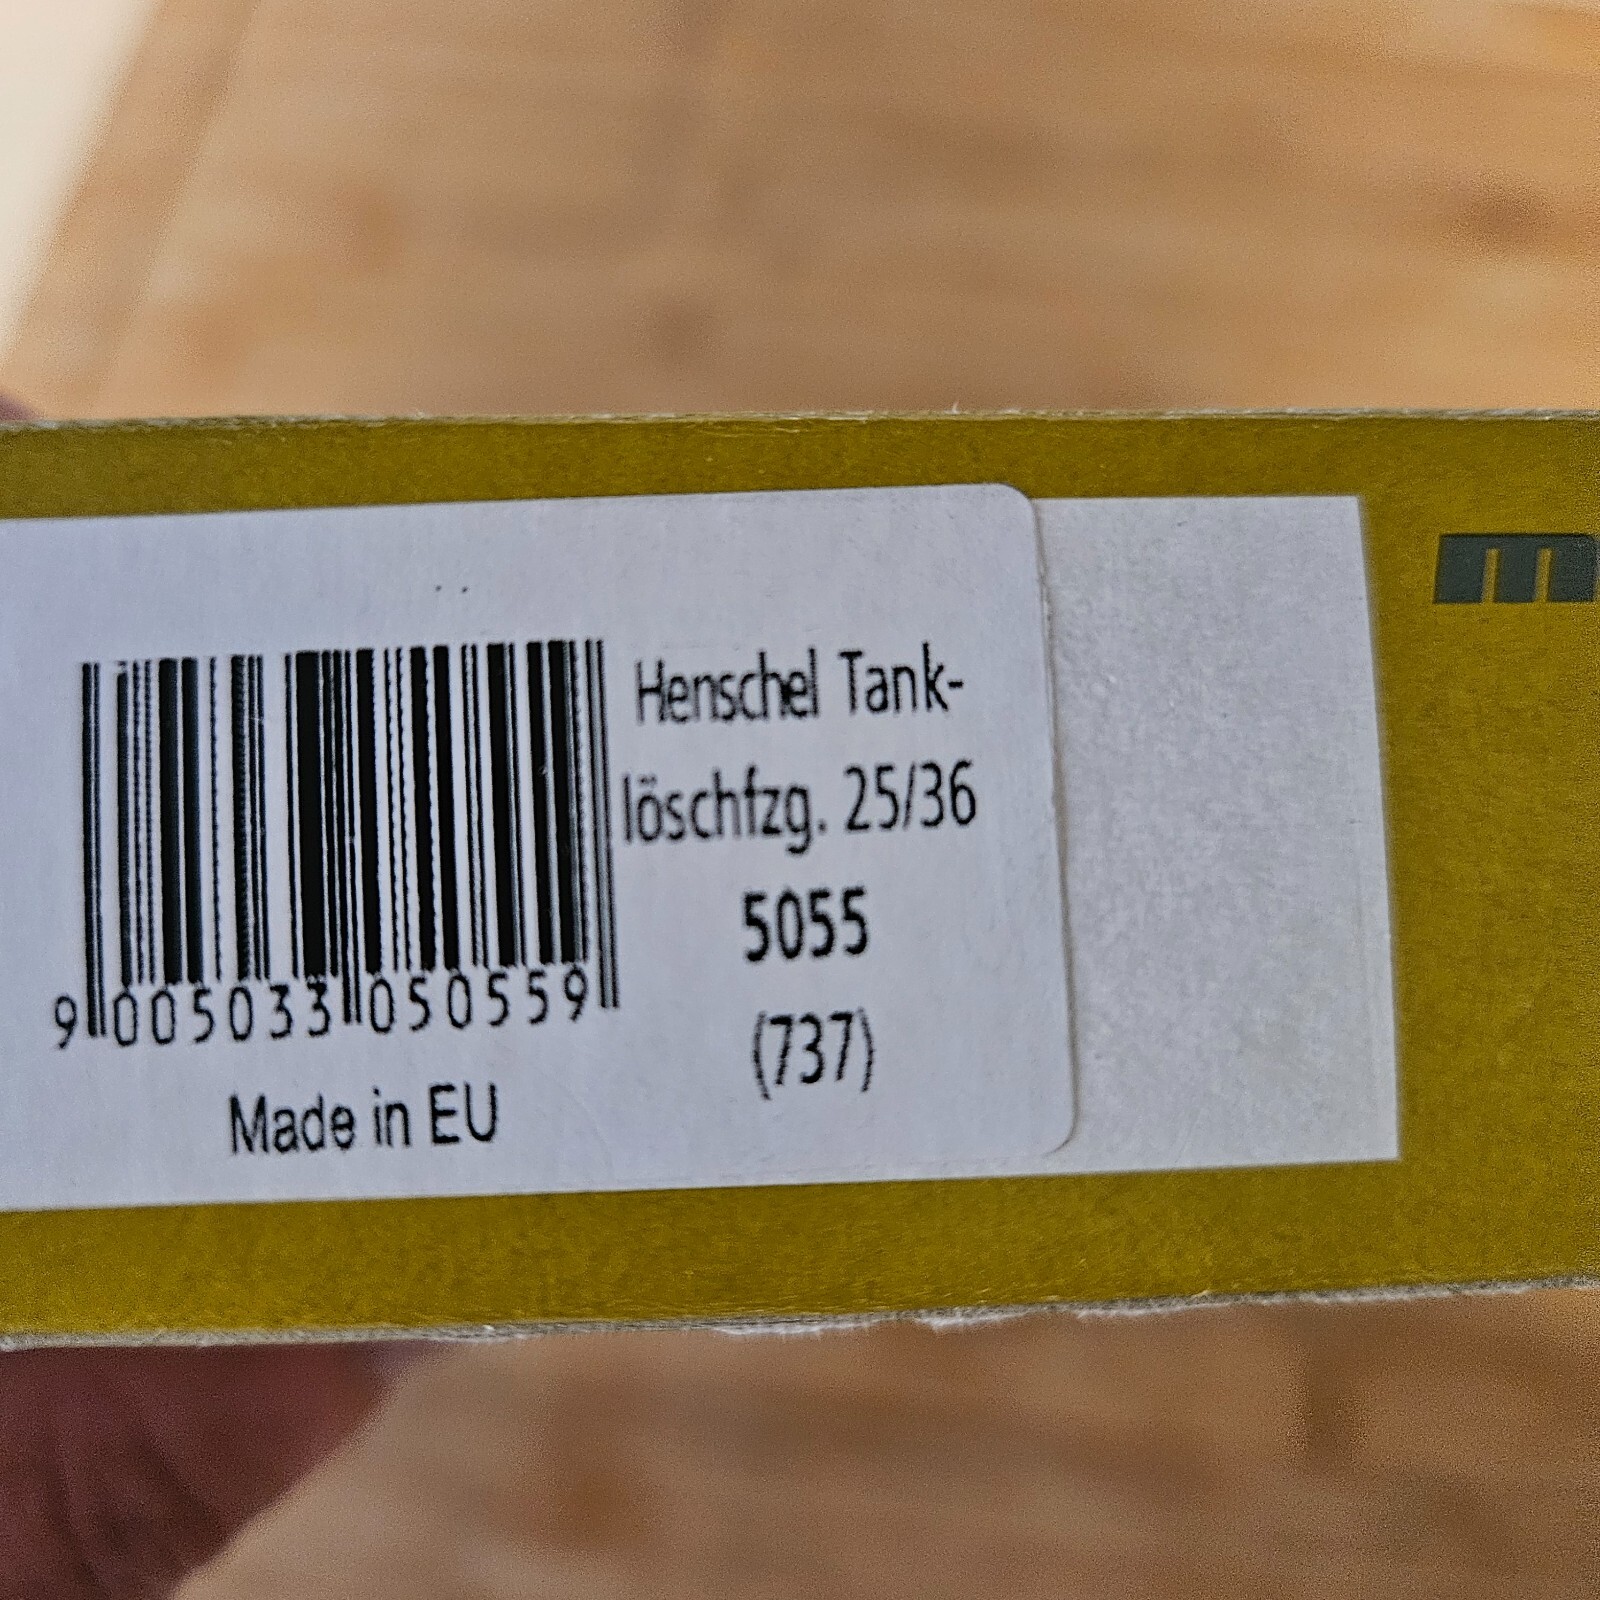 Henschel Tank-
löschfzg. 25/36
5055
(737)
9 005033 050559
Made in EU
m